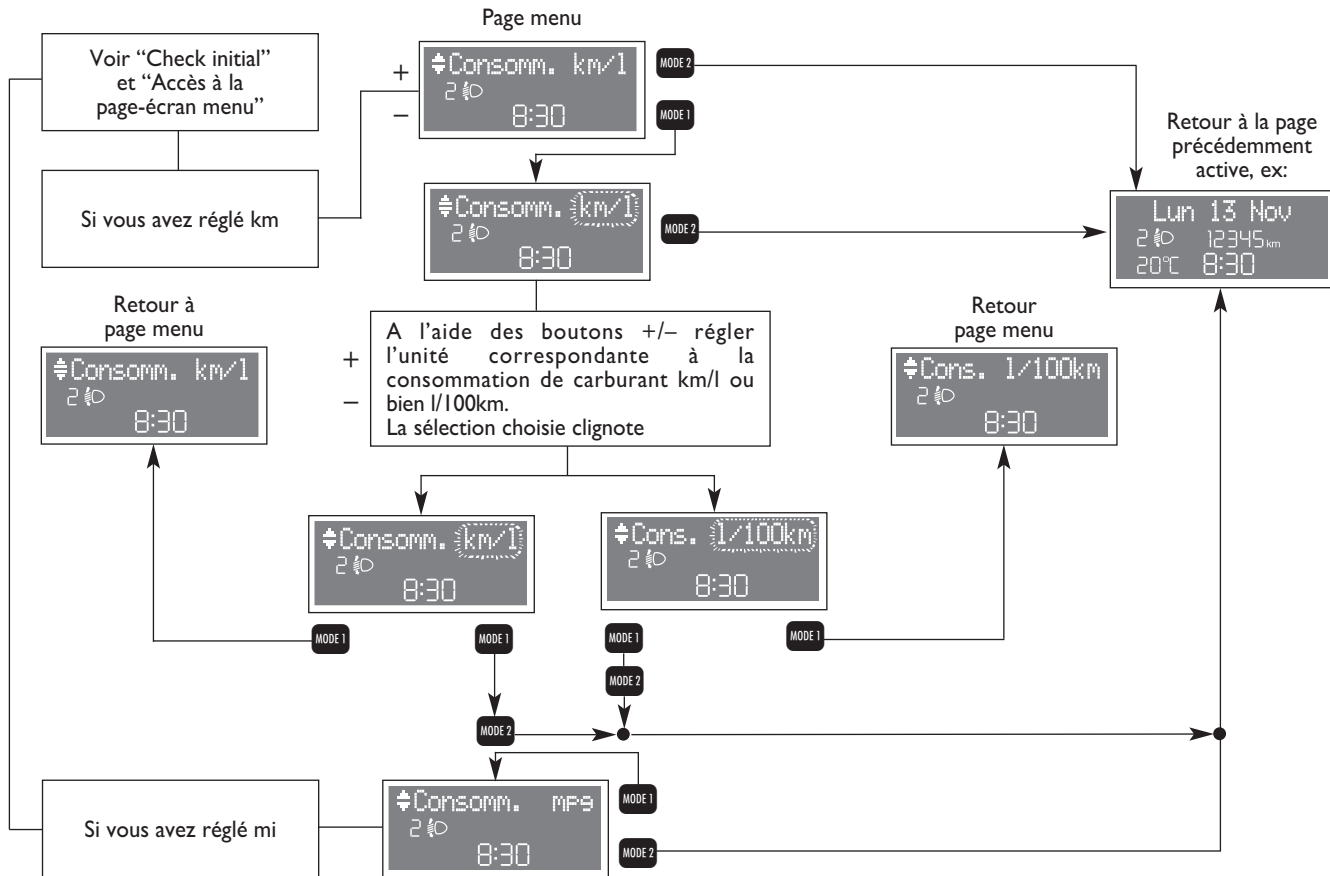 Page menu
Voir “Check initial”
et “Accès à la
page-écran menu”
+
–
Consomm. km/l
2
8:30
MODE 2
MODE 1
Retour à la page
précédemment
active, ex:
Si vous avez réglé km
Consomm. km/l
2
8:30
MODE 2
Lun 13 Nov
2 12345 km
20°C 8:30
Retour à
page menu
Consomm. km/l
2
8:30
+
–
A l’aide des boutons +/– régler
l’unité correspondante à la
consommation de carburant km/l ou
bien l/100km.
La sélection choisie clignote
Retour
page menu
Cons. l/100km
2
8:30
Consomm. km/l
2
8:30
Cons. l/100km
2
8:30
MODE 1
MODE 1
MODE 1
MODE 1
MODE 2
MODE 2
Si vous avez réglé mi
Consomm. mpg
2
8:30
MODE 1
MODE 2